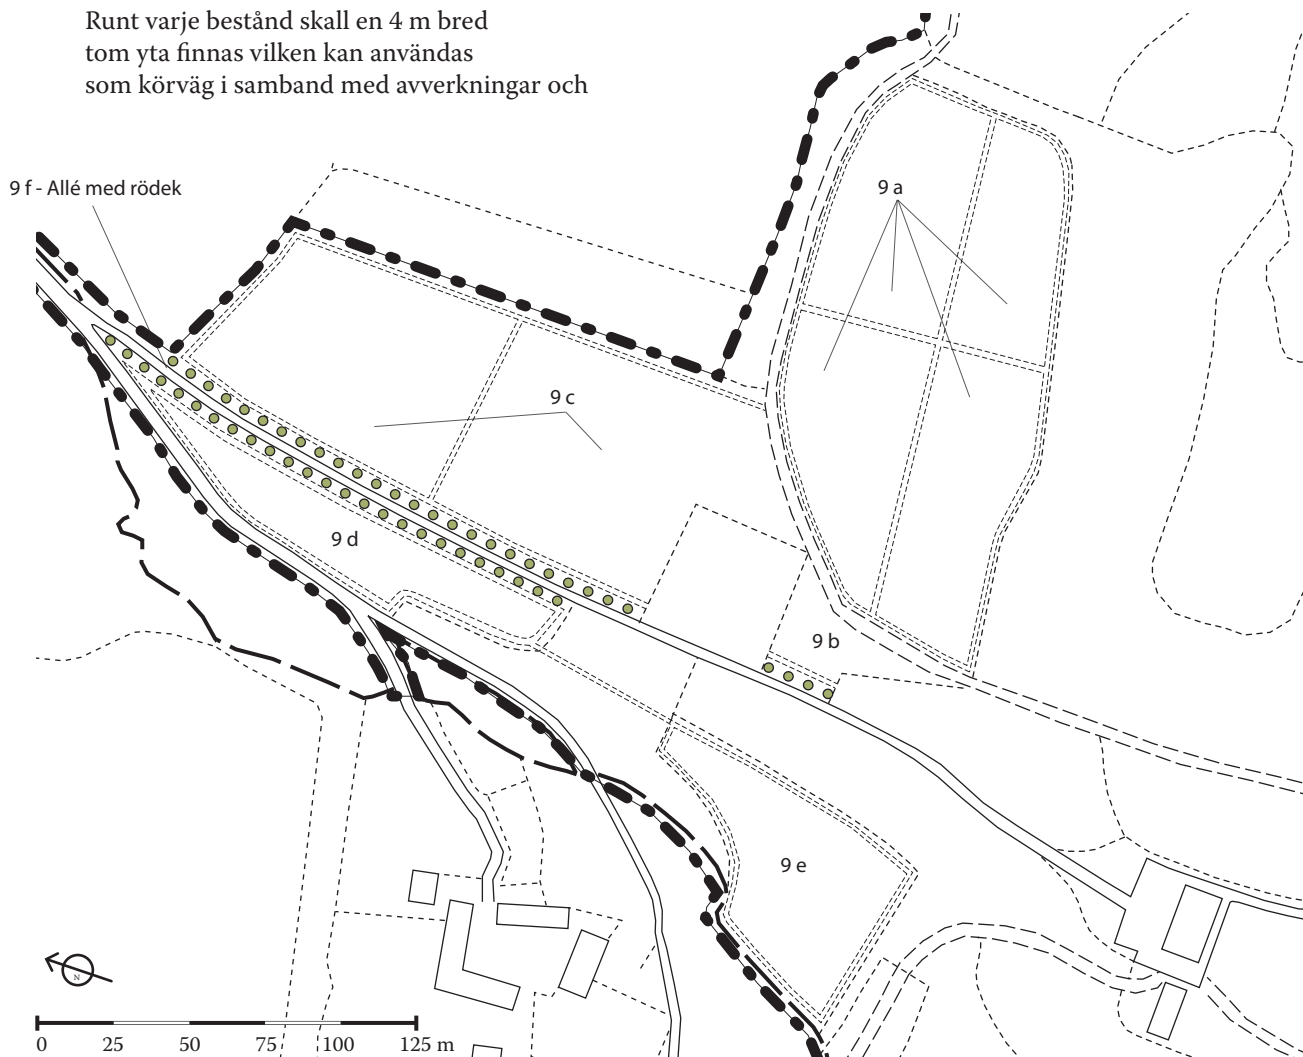 Runt varje bestånd skall en 4 m bred
tom yta finnas vilken kan användas
som körväg i samband med avverkningar och
9 f - Allé med rödek
9 a
9 c
9 d
9 b
9 e
N
0 25 50 75 100 125 m